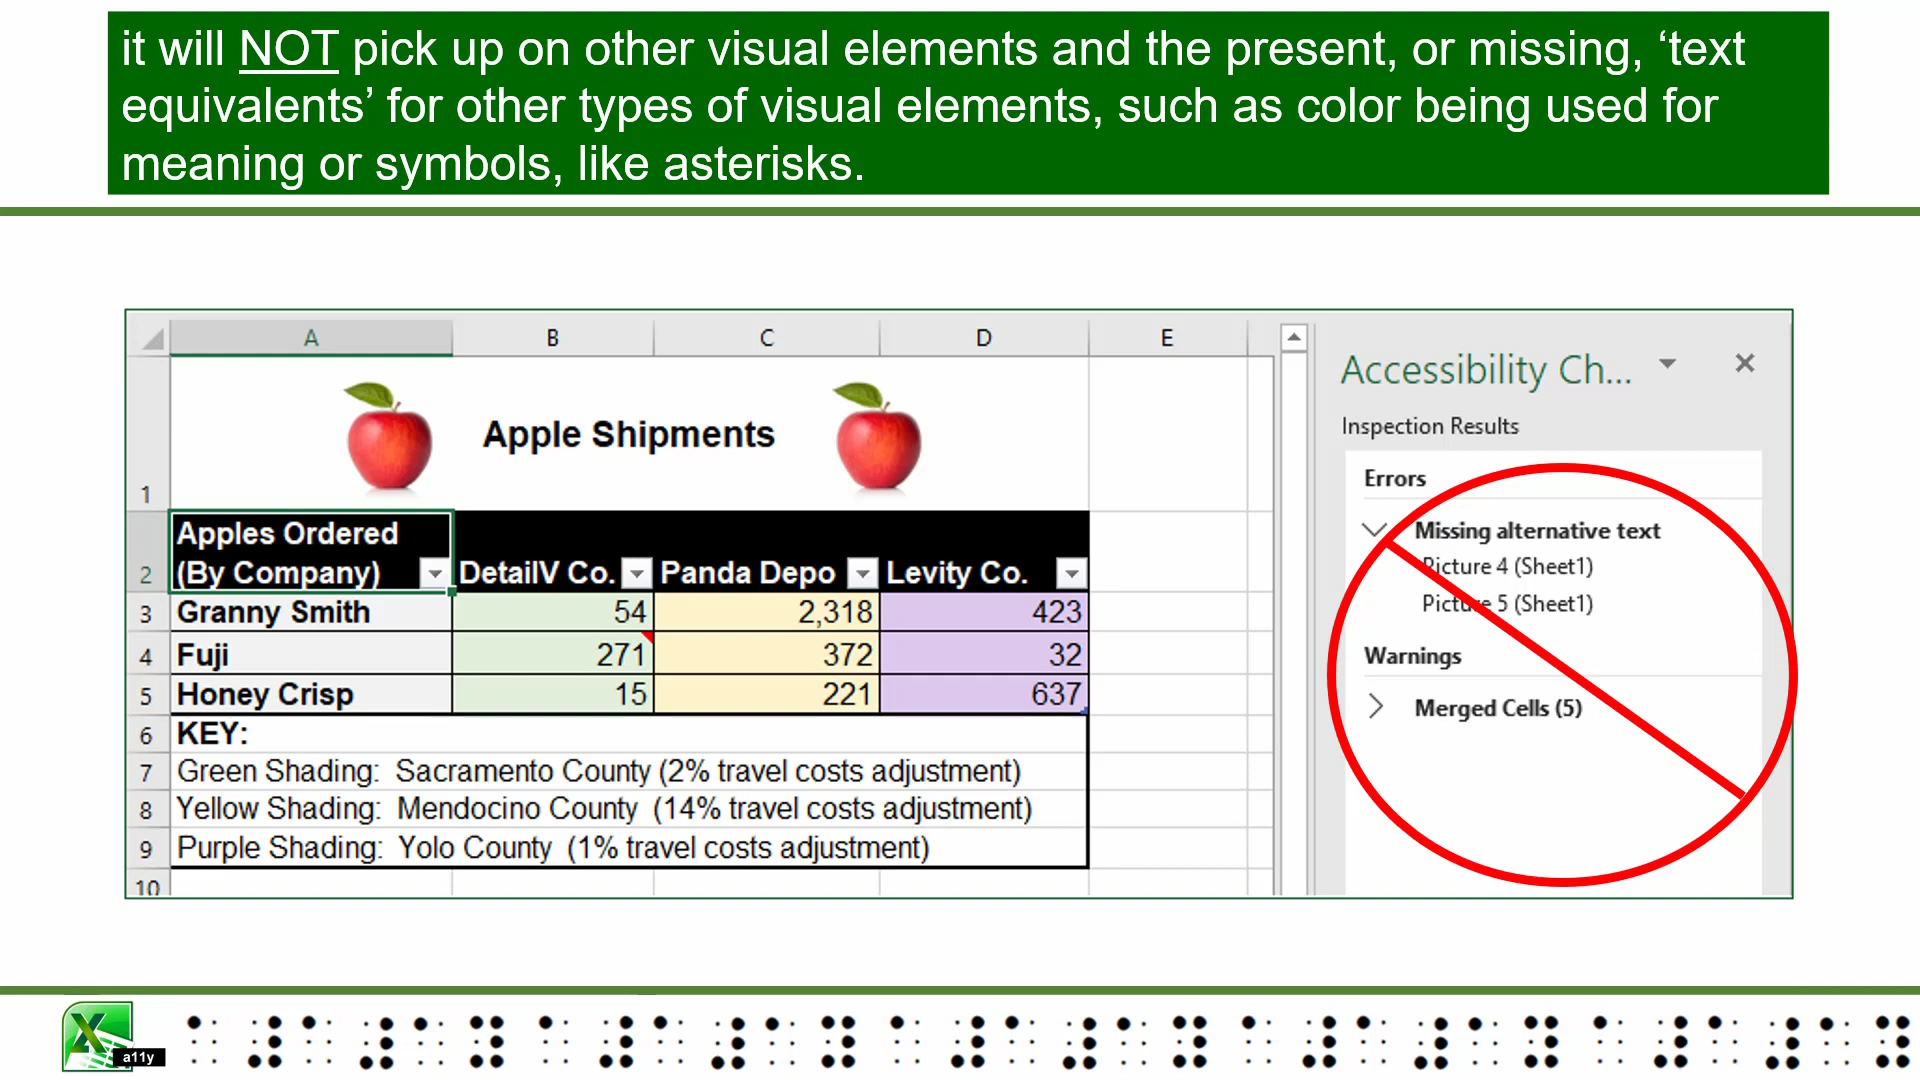 it will NOT pick up on other visual elements and the present, or missing, ‘text
equivalents’ for other types of visual elements, such as color being used for
meaning or symbols, like asterisks.
A B C D E
Accessibility Ch...
Inspection Results
1 Apple Shipments
Errors
Missing alternative text
Picture 4 (Sheet1)
Picture 5 (Sheet1)
Warnings
Merged Cells (5)
Apples Ordered
2 (By Company) DetailV Co. Panda Depo Levity Co.
3 Granny Smith 54 2,318 423
4 Fuji 271 372 32
5 Honey Crisp 15 221 637
6 KEY:
7 Green Shading: Sacramento County (2% travel costs adjustment)
8 Yellow Shading: Mendocino County (14% travel costs adjustment)
9 Purple Shading: Yolo County (1% travel costs adjustment)
10
X
a11y